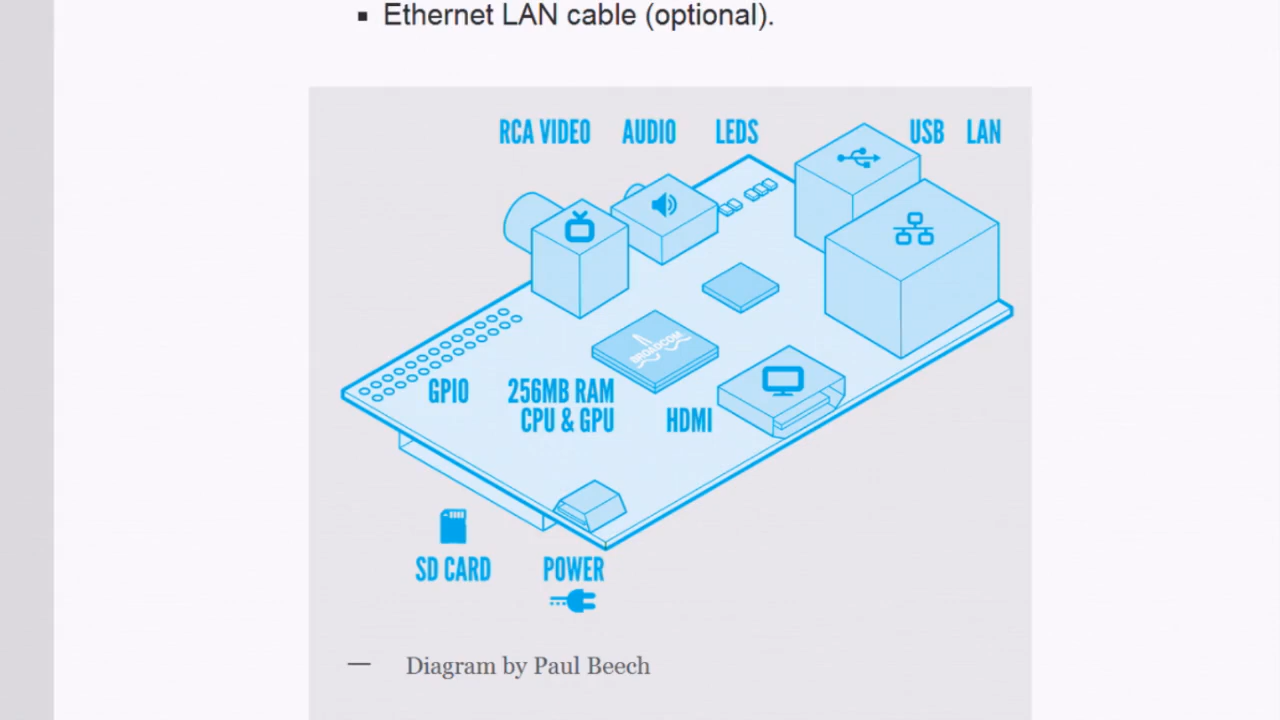 Ethernet LAN cable (optional).
RCA VIDEO AUDIO LEDS USB LAN
BROADCOM
GPIO 256MB RAM
CPU & GPU HDMI
SD CARD POWER
— Diagram by Paul Beech